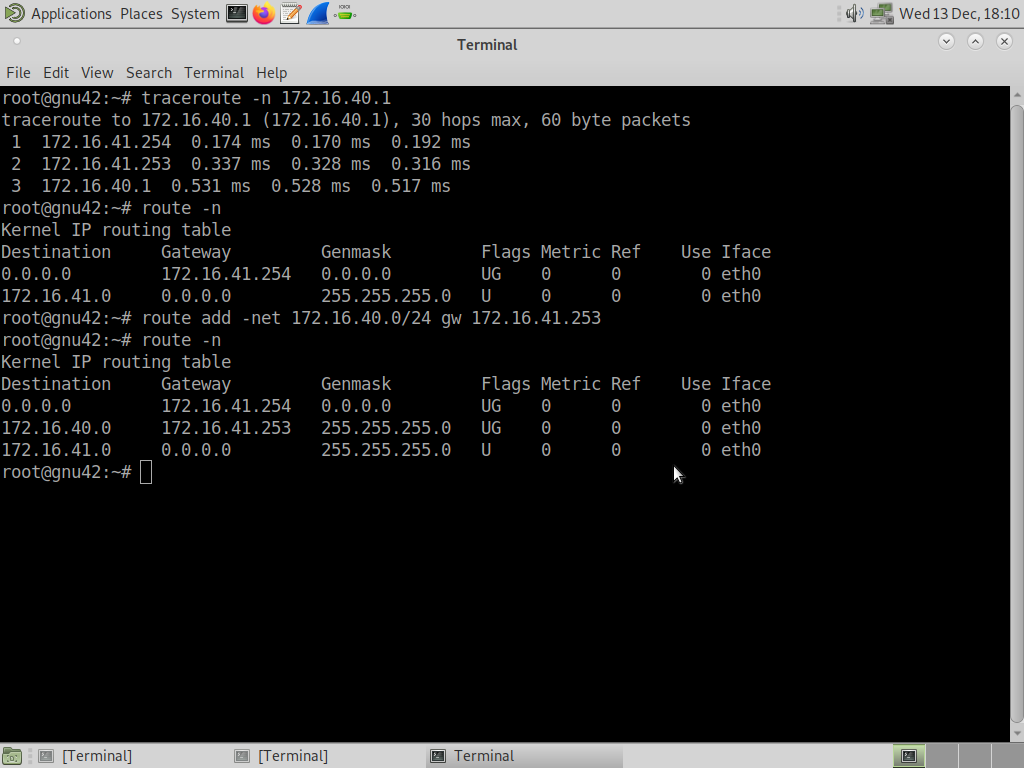 Applications Places System Wed 13 Dec, 18:10
Terminal
File Edit View Search Terminal Help
root@gnu42:~# traceroute -n 172.16.40.1
traceroute to 172.16.40.1 (172.16.40.1), 30 hops max, 60 byte packets
 1  172.16.41.254  0.174 ms  0.170 ms  0.192 ms
 2  172.16.41.253  0.337 ms  0.328 ms  0.316 ms
 3  172.16.40.1  0.531 ms  0.528 ms  0.517 ms
root@gnu42:~# route -n
Kernel IP routing table
Destination     Gateway         Genmask         Flags Metric Ref    Use Iface
0.0.0.0         172.16.41.254   0.0.0.0         UG    0      0        0 eth0
172.16.41.0     0.0.0.0         255.255.255.0   U     0      0        0 eth0
root@gnu42:~# route add -net 172.16.40.0/24 gw 172.16.41.253
root@gnu42:~# route -n
Kernel IP routing table
Destination     Gateway         Genmask         Flags Metric Ref    Use Iface
0.0.0.0         172.16.41.254   0.0.0.0         UG    0      0        0 eth0
172.16.40.0     172.16.41.253   255.255.255.0   UG    0      0        0 eth0
172.16.41.0     0.0.0.0         255.255.255.0   U     0      0        0 eth0
root@gnu42:~#
[Terminal] [Terminal] Terminal